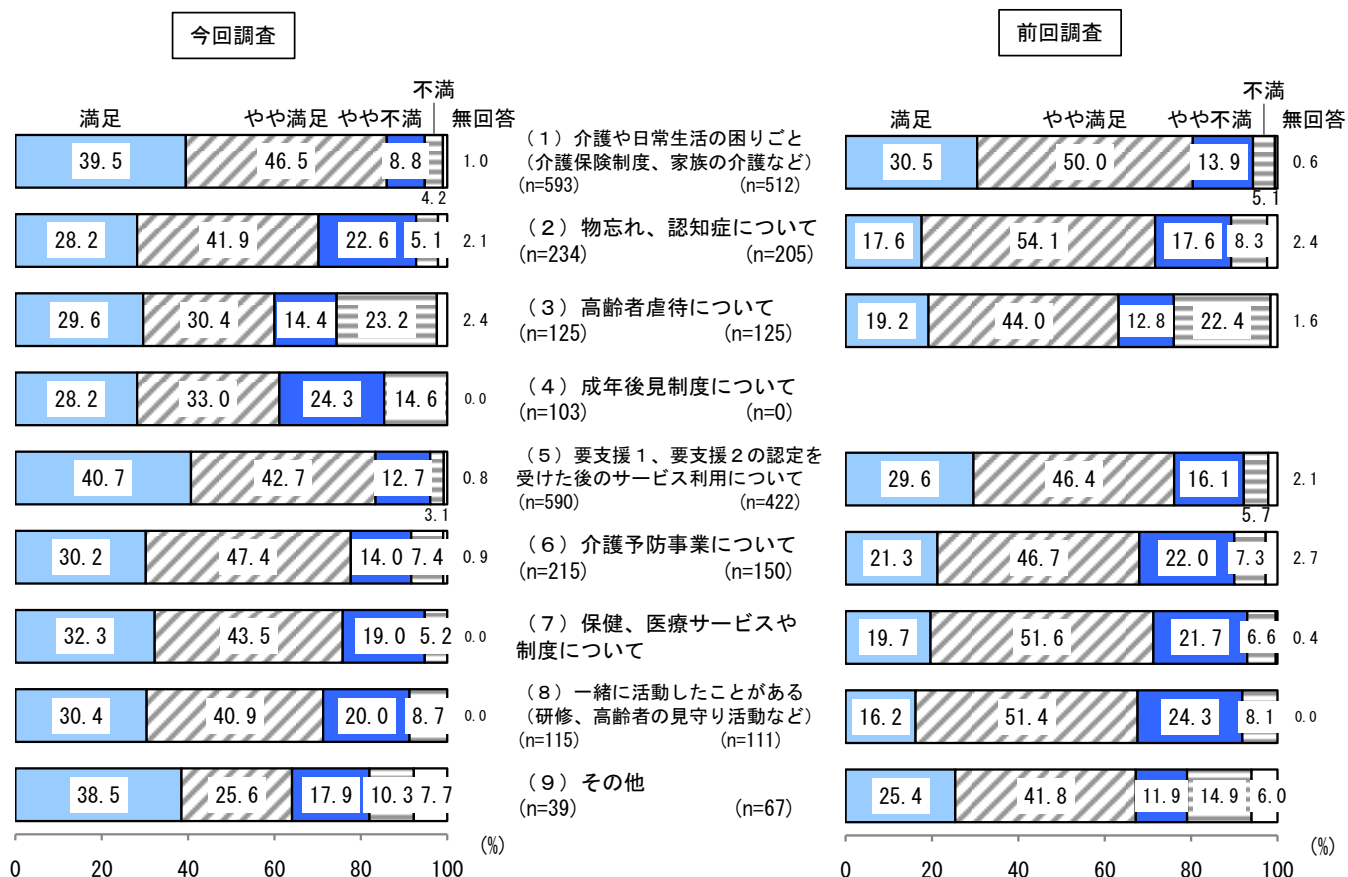 今回調査
前回調査
不満
満足 やや満足 やや不満 無回答
不満
満足 やや満足 やや不満 無回答
39.5 46.5 8.8 4.2 1.0
（１）介護や日常生活の困りごと
（介護保険制度、家族の介護など）
(n=593) (n=512)
30.5 50.0 13.9 5.1 0.6
28.2 41.9 22.6 5.1 2.1
（２）物忘れ、認知症について
(n=234) (n=205)
17.6 54.1 17.6 8.3 2.4
29.6 30.4 14.4 23.2 2.4
（３）高齢者虐待について
(n=125) (n=125)
19.2 44.0 12.8 22.4 1.6
28.2 33.0 24.3 14.6 0.0
（４）成年後見制度について
(n=103) (n=0)
40.7 42.7 12.7 3.1 0.8
（５）要支援１、要支援２の認定を
受けた後のサービス利用について
(n=590) (n=422)
29.6 46.4 16.1 5.7 2.1
30.2 47.4 14.0 7.4 0.9
（６）介護予防事業について
(n=215) (n=150)
21.3 46.7 22.0 7.3 2.7
32.3 43.5 19.0 5.2 0.0
（７）保健、医療サービスや
制度について
19.7 51.6 21.7 6.6 0.4
30.4 40.9 20.0 8.7 0.0
（８）一緒に活動したことがある
（研修、高齢者の見守り活動など）
(n=115) (n=111)
16.2 51.4 24.3 8.1 0.0
38.5 25.6 17.9 10.3 7.7
（９）その他
(n=39) (n=67)
25.4 41.8 11.9 14.9 6.0
0 20 40 60 80 100 (%)
0 20 40 60 80 100 (%)